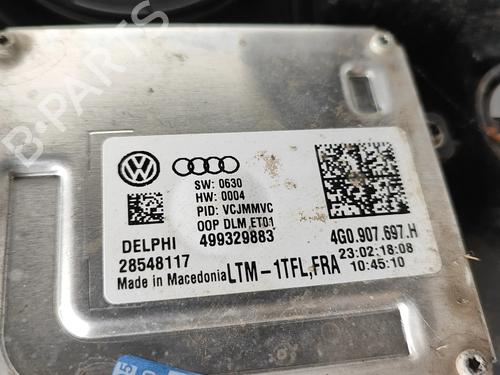 B-PARTS
SW: 0630
HW: 0004
PID: VCJMMVC
OOP DLM,ET01
DELPHI 499329883
28548117
Made in Macedonia LTM-1TFL,FRA
4G0.907.697.H
23:02:18:08
10:45:10